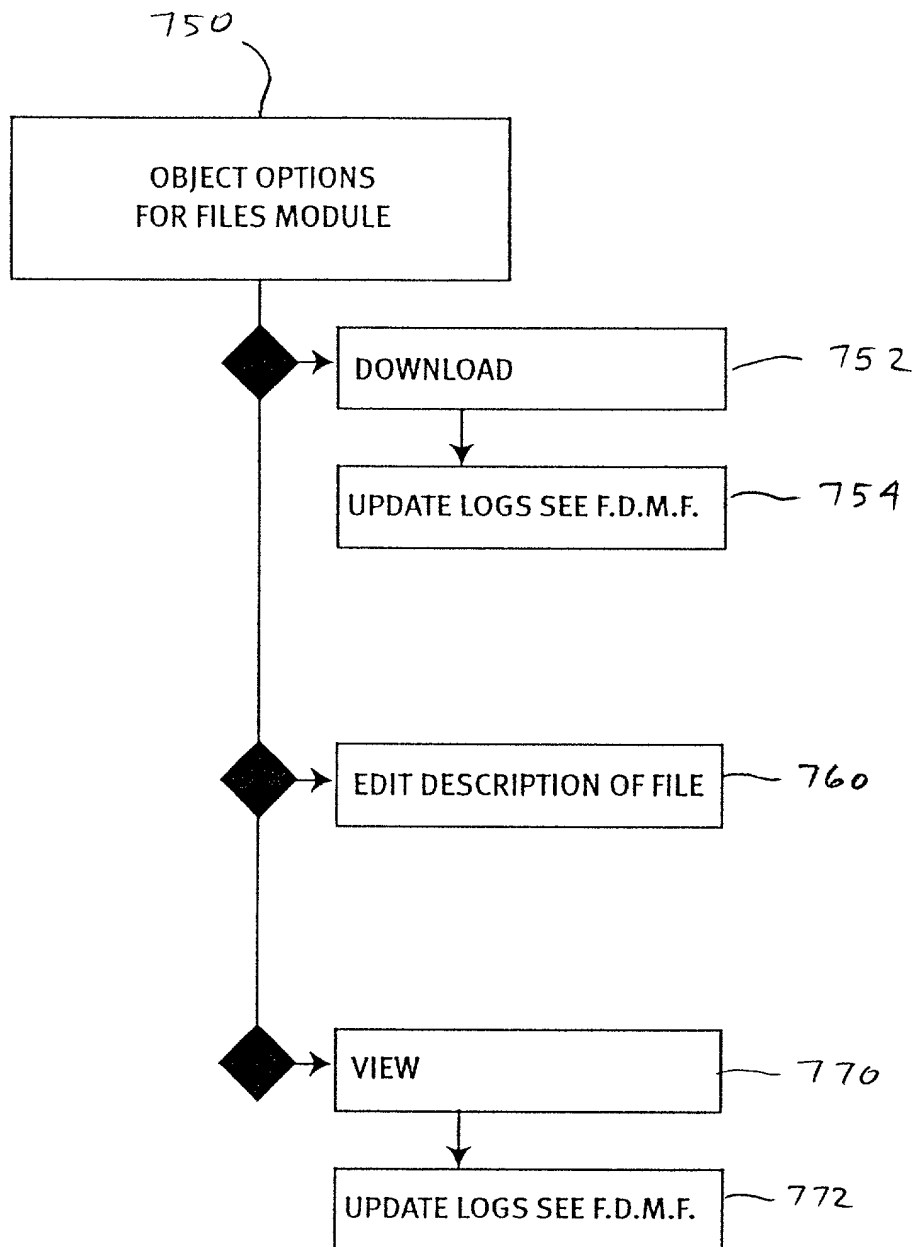 750
OBJECT OPTIONS
FOR FILES MODULE
DOWNLOAD
752
UPDATE LOGS SEE F.D.M.F.
754
EDIT DESCRIPTION OF FILE
760
VIEW
770
UPDATE LOGS SEE F.D.M.F.
772